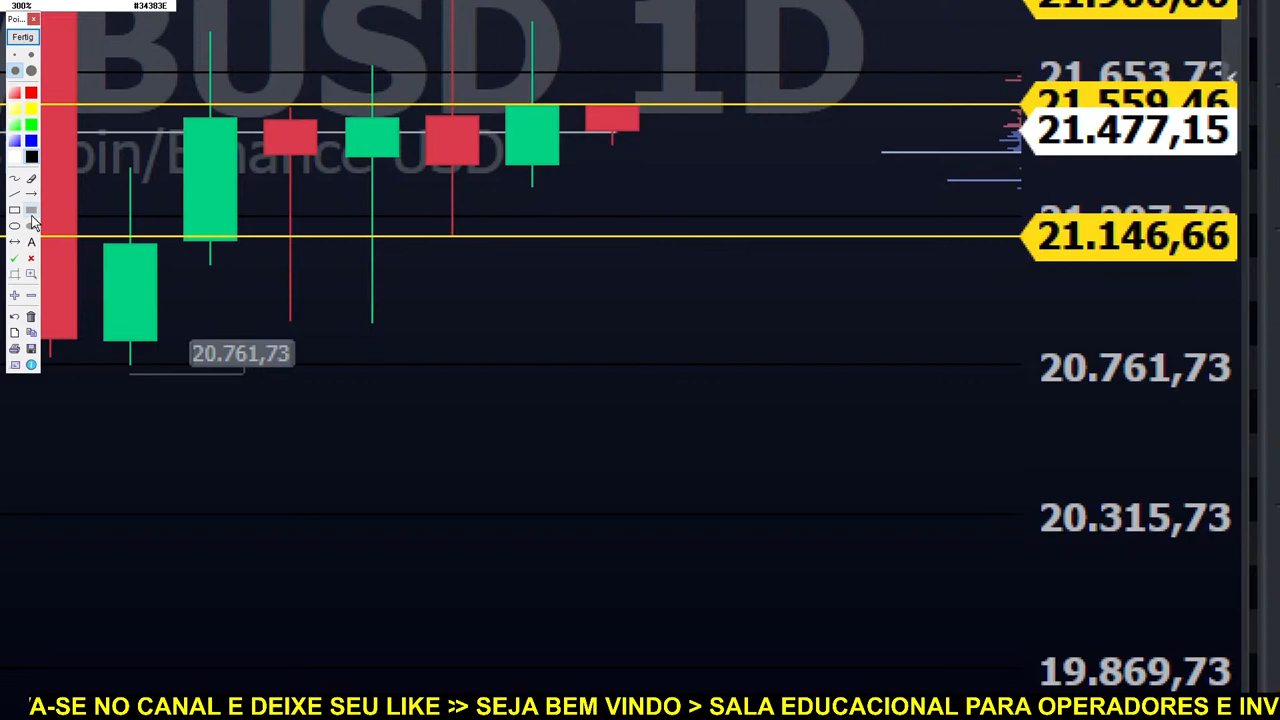 300%
#34383E
Poi...
Fertig
BUSD 1D
USD
21.653,73
21.559,46
21.477,15
21.146,66
20.761,73
20.761,73
20.315,73
19.869,73
A-SE NO CANAL E DEIXE SEU LIKE >> SEJA BEM VINDO > SALA EDUCACIONAL PARA OPERADORES E INV